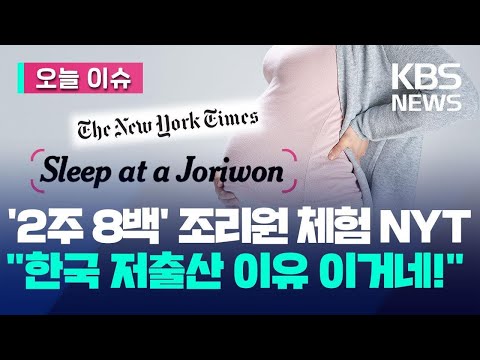 오늘 이슈
KBS
NEWS
The New York Times
Sleep at a Joriwon
'2주 8백' 조리원 체험 NYT
"한국 저출산 이유 이거네!"